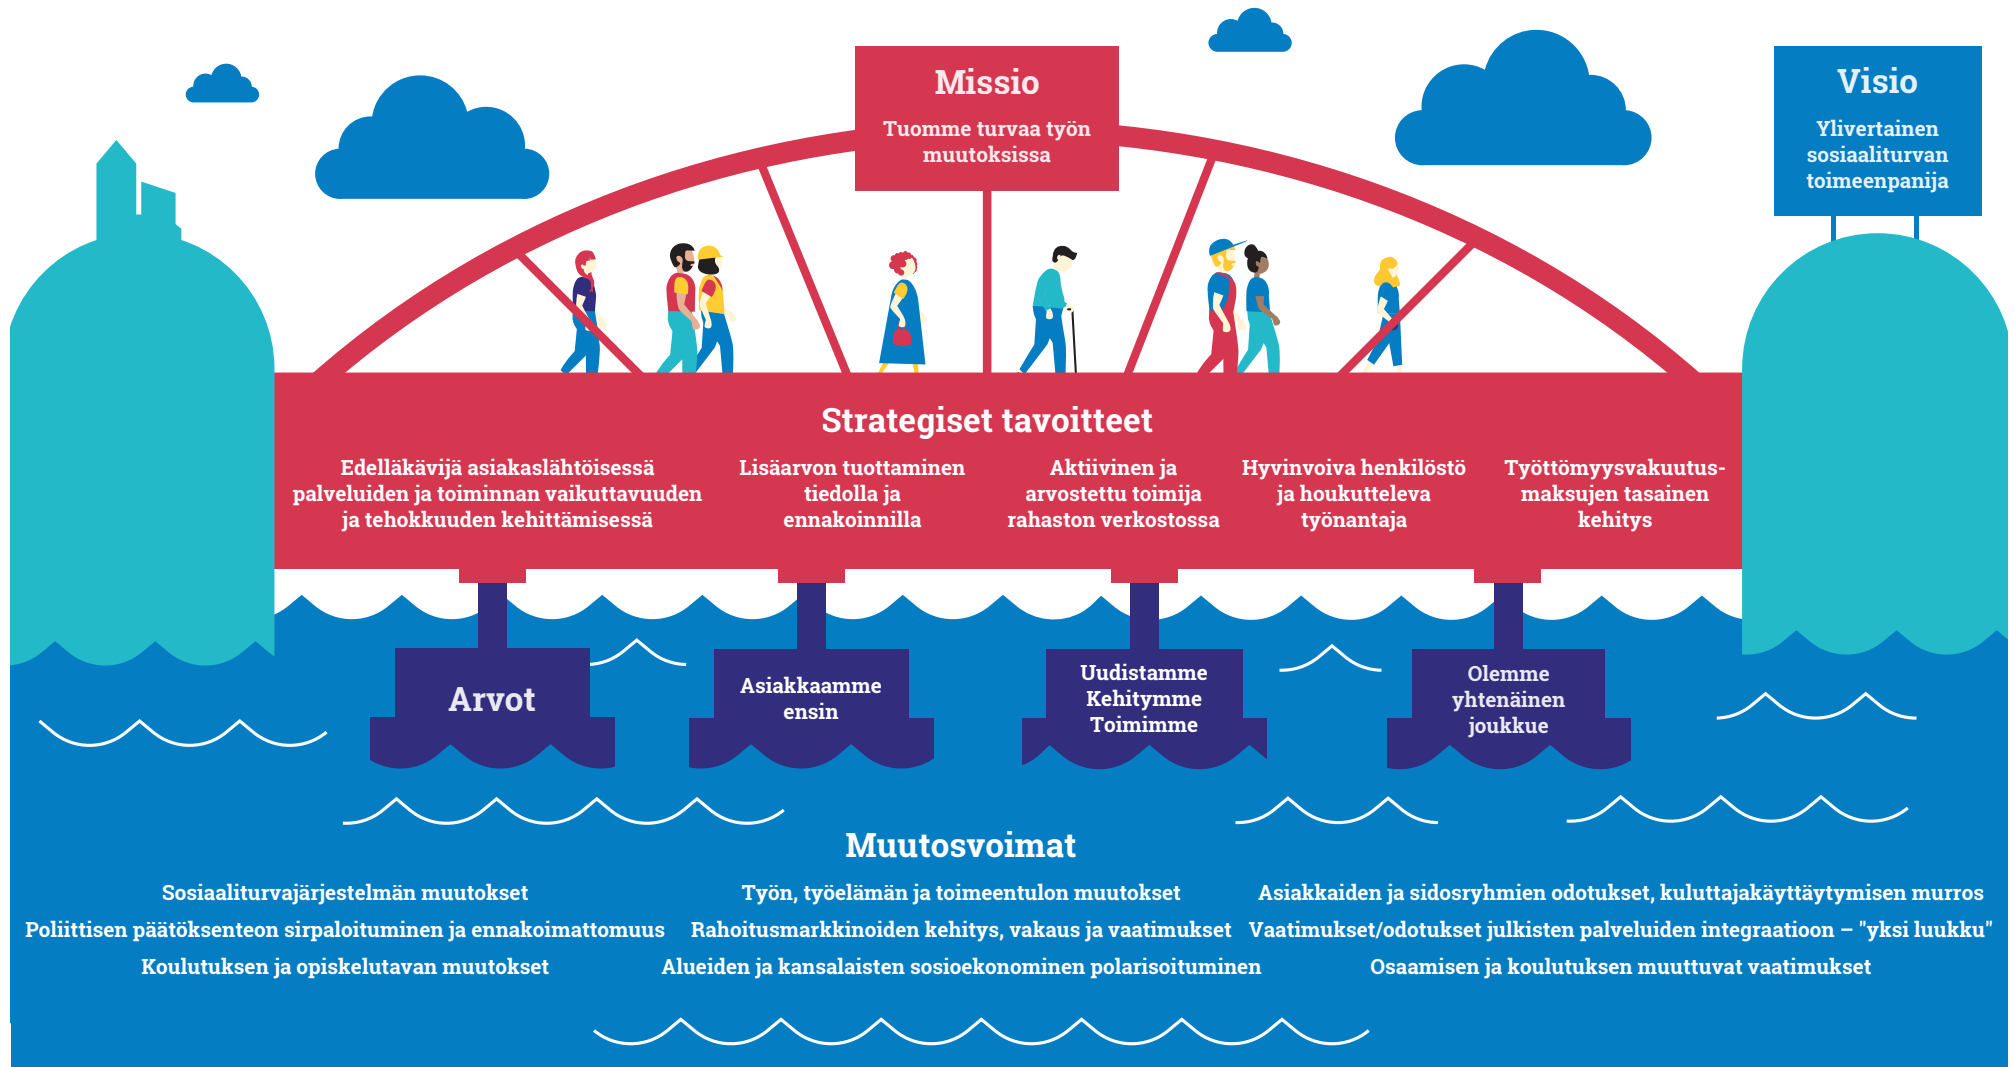 Missio
Tuomme turvaa työn
muutoksissa
Visio
Ylivertainen
sosiaaliturvan
toimeenpanija
Strategiset tavoitteet
Edelläkävijä asiakaslähtöisessä
palveluiden ja toiminnan vaikuttavuuden
ja tehokkuuden kehittämisessä
Lisäarvon tuottaminen
tiedolla ja
ennakoinnilla
Aktiivinen ja
arvostettu toimija
rahaston verkostossa
Hyvinvoiva henkilöstö
ja houkutteleva
työnantaja
Työttömyysvakuutus-
maksujen tasainen
kehitys
Arvot
Asiakkaamme
ensin
Uudistamme
Kehitymme
Toimimme
Olemme
yhtenäinen
joukkue
Muutosvoimat
Sosiaaliturvajärjestelmän muutokset
Poliittisen päätöksenteon sirpaloituminen ja ennakoimattomuus
Koulutuksen ja opiskelutavan muutokset
Työn, työelämän ja toimeentulon muutokset
Rahoitusmarkkinoiden kehitys, vakaus ja vaatimukset
Alueiden ja kansalaisten sosioekonominen polarisoituminen
Asiakkaiden ja sidosryhmien odotukset, kuluttajakäyttäytymisen murros
Vaatimukset/odotukset julkisten palveluiden integraatioon – "yksi luukku"
Osaamisen ja koulutuksen muuttuvat vaatimukset